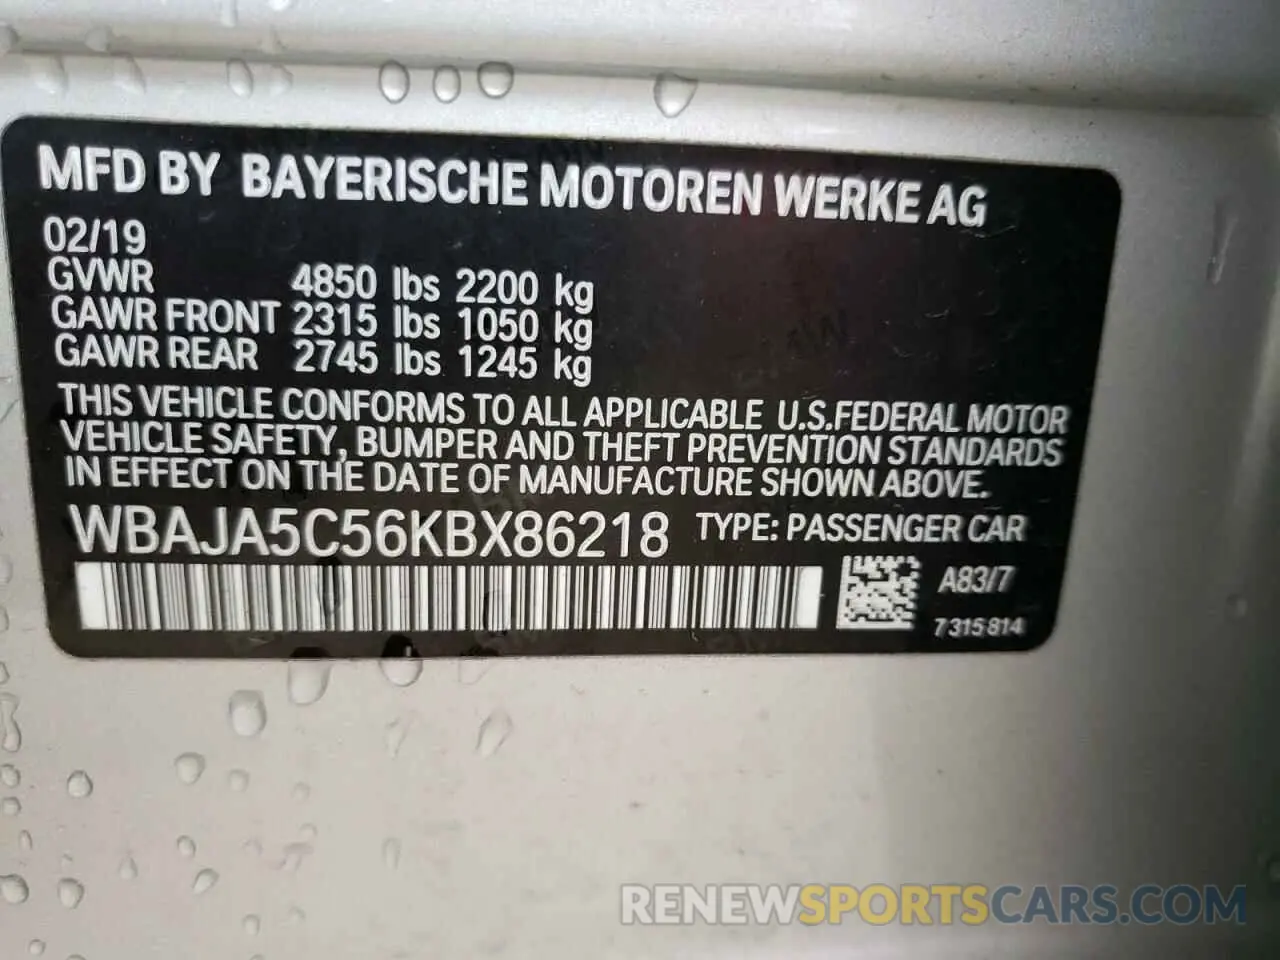 MFD BY BAYERISCHE MOTOREN WERKE AG
02/19
GVWR 4850 lbs 2200 kg
GAWR FRONT 2315 lbs 1050 kg
GAWR REAR 2745 lbs 1245 kg
THIS VEHICLE CONFORMS TO ALL APPLICABLE U.S.FEDERAL MOTOR
VEHICLE SAFETY, BUMPER AND THEFT PREVENTION STANDARDS
IN EFFECT ON THE DATE OF MANUFACTURE SHOWN ABOVE.
WBAJA5C56KBX86218 TYPE: PASSENGER CAR
A83/7
7 315 814
RENEWSPORTSCARS.COM